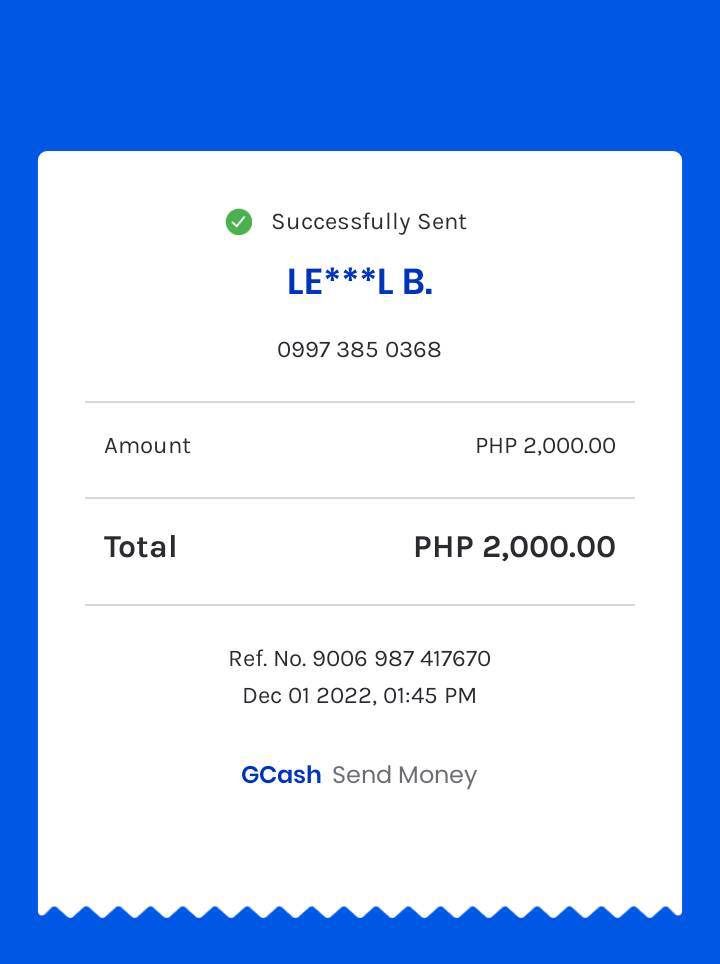 Successfully Sent
LE***L B.
0997 385 0368
Amount PHP 2,000.00
Total PHP 2,000.00
Ref. No. 9006 987 417670
Dec 01 2022, 01:45 PM
GCash Send Money